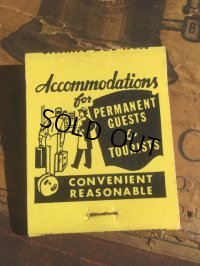 Accommodations
for
PERMANENT
GUESTS
&
TOURISTS
SOLD OUT
CONVENIENT
REASONABLE